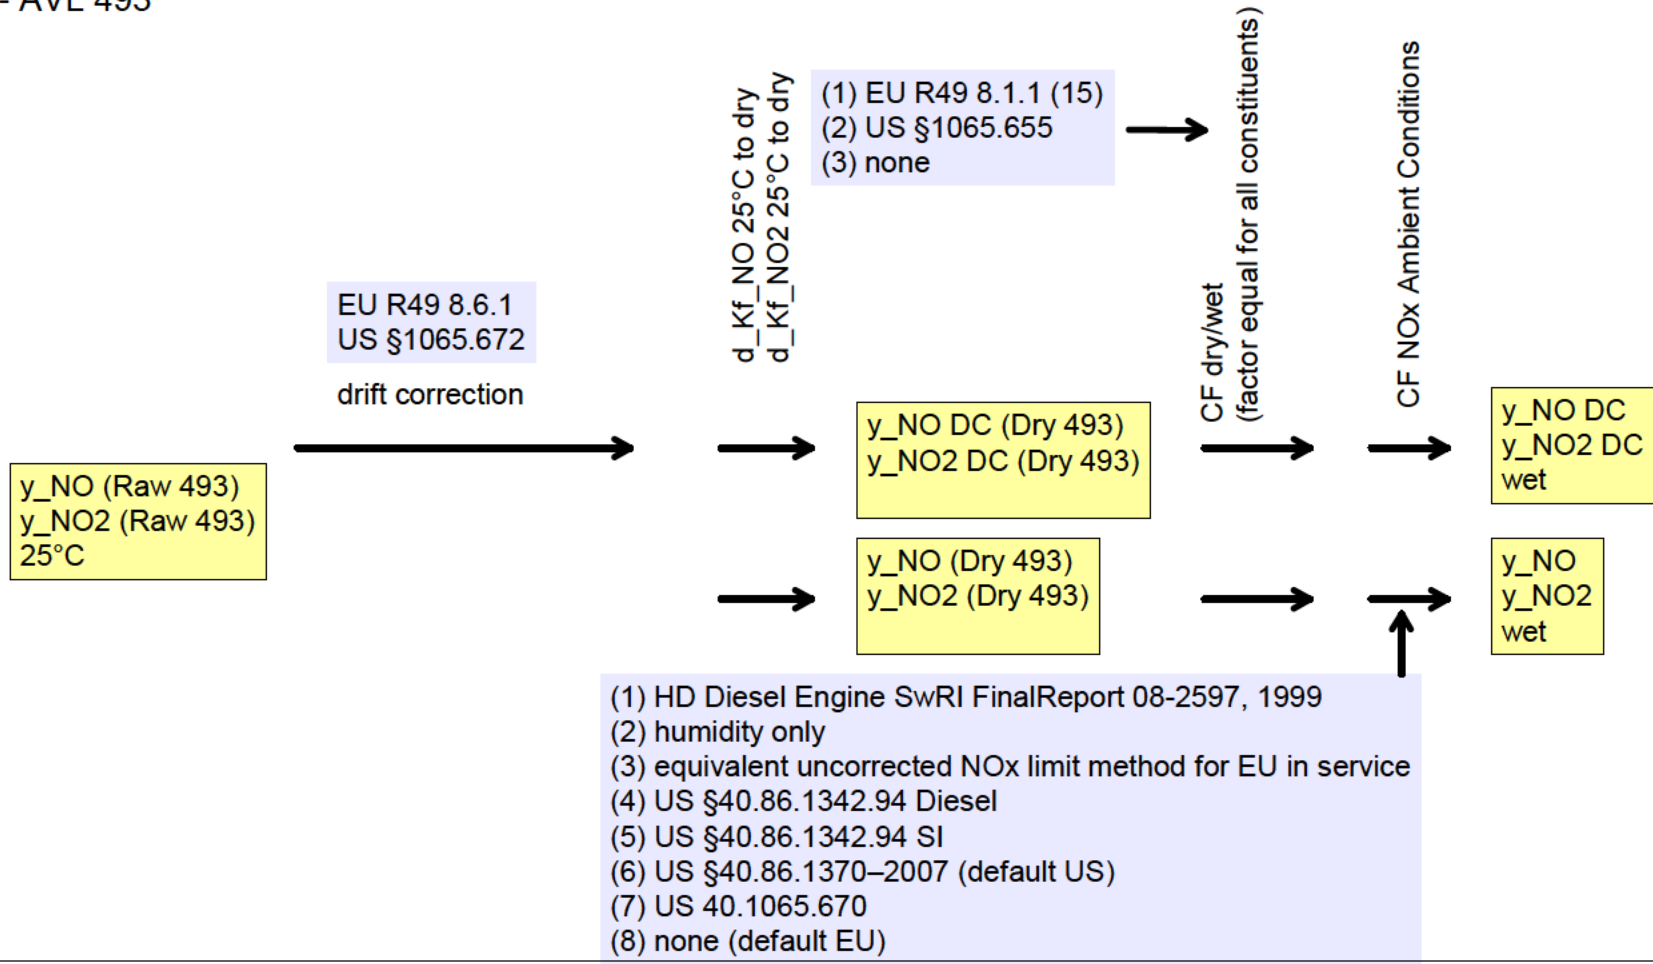 - AVL 493
d_Kf_NO 25°C to dry
d_Kf_NO2 25°C to dry
(1) EU R49 8.1.1 (15)
(2) US §1065.655
(3) none
CF dry/wet
(factor equal for all constituents)
CF NOx Ambient Conditions
EU R49 8.6.1
US §1065.672
drift correction
y_NO (Raw 493)
y_NO2 (Raw 493)
25°C
y_NO DC (Dry 493)
y_NO2 DC (Dry 493)
y_NO DC
y_NO2 DC
wet
y_NO (Dry 493)
y_NO2 (Dry 493)
y_NO
y_NO2
wet
(1) HD Diesel Engine SwRI FinalReport 08-2597, 1999
(2) humidity only
(3) equivalent uncorrected NOx limit method for EU in service
(4) US §40.86.1342.94 Diesel
(5) US §40.86.1342.94 SI
(6) US §40.86.1370–2007 (default US)
(7) US 40.1065.670
(8) none (default EU)